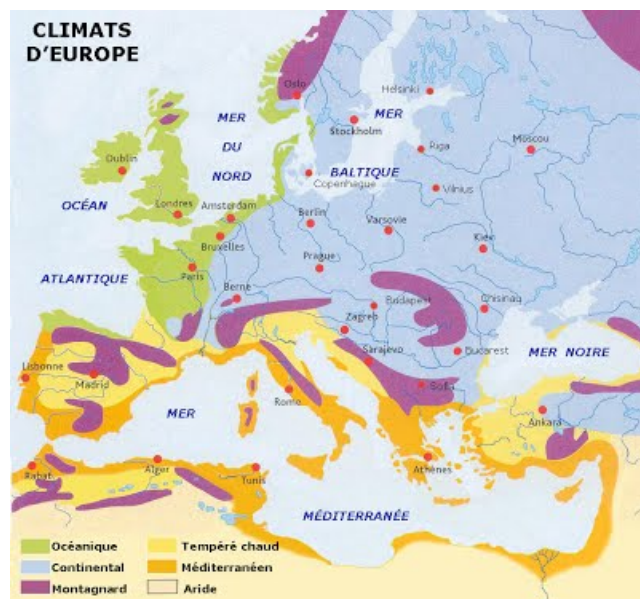 CLIMATS
D'EUROPE
Oslo
Helsinki
MER
DU
NORD
Stockholm
MER
BALTIQUE
Riga
Moscou
Dublin
Copenhague
Vilnius
OCÉAN
Londres
Amsterdam
Berlin
Varsovie
Bruxelles
Kiev
ATLANTIQUE
Paris
Prague
Berne
Budapest
Chisinaq
Zagreb
Lisbonne
Madrid
Sarajevo
Bucarest
MER NOIRE
Rome
Sofia
MER
Ankara
Rabat
Alger
Tunis
Athènes
MÉDITERRANÉE
Océanique
Tempéré chaud
Continental
Méditerranéen
Montagnard
Aride